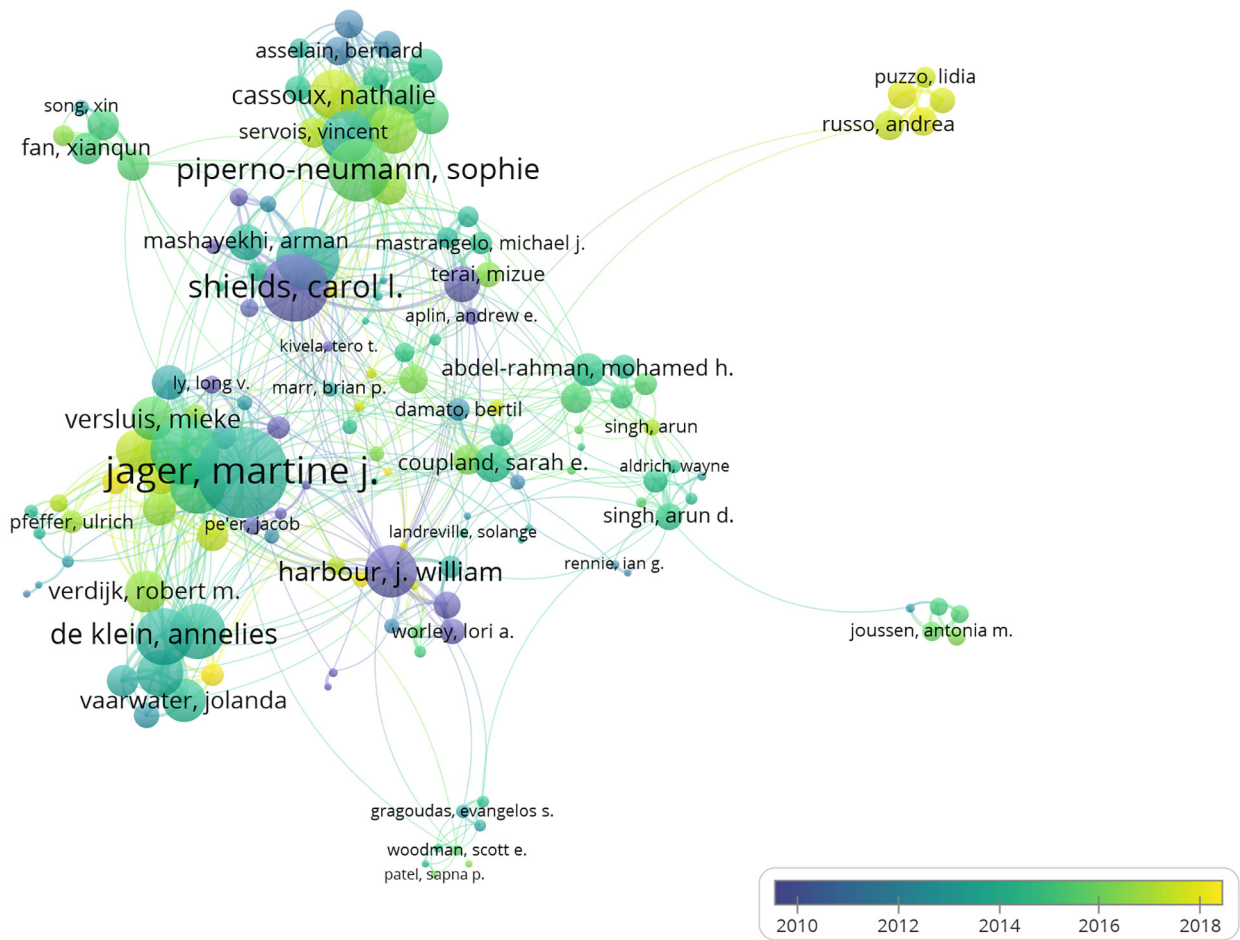 asselain, bernard
puzzo, lidia
cassoux, nathalie
song, xin
russo, andrea
servois, vincent
fan, xianqun
piperno-neumann, sophie
mashayekhi, arman
mastrangelo, michael j.
terai, mizue
shields, carol l.
aplin, andrew e.
kivela, tero t.
abdel-rahman, mohamed h.
ly, long v.
marr, brian p.
damato, bertil
versluis, mieke
singh, arun
coupland, sarah e.
aldrich, wayne
jager, martine j.
singh, arun d.
pfeffer, ulrich
pe'er, jacob
landreville, solange
rennie, ian g.
harbour, j. william
verdijk, robert m.
joussen, antonia m.
worley, lori a.
de klein, annelies
vaarwater, jolanda
gragoudas, evangelos s.
woodman, scott e.
patel, sapna p.
2010 2012 2014 2016 2018